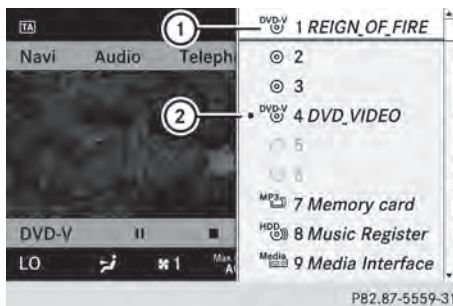 TA
1
DVD-V 1 REIGN_OF_FIRE
Navi Audio Teleph
2
3
2
DVD-V 4 DVD_VIDEO
5
6
MP3 7 Memory card
DVD-V
HDD 8 Music Register
LO 1 Max A
Media 9 Media Interface
P82.87-5559-31